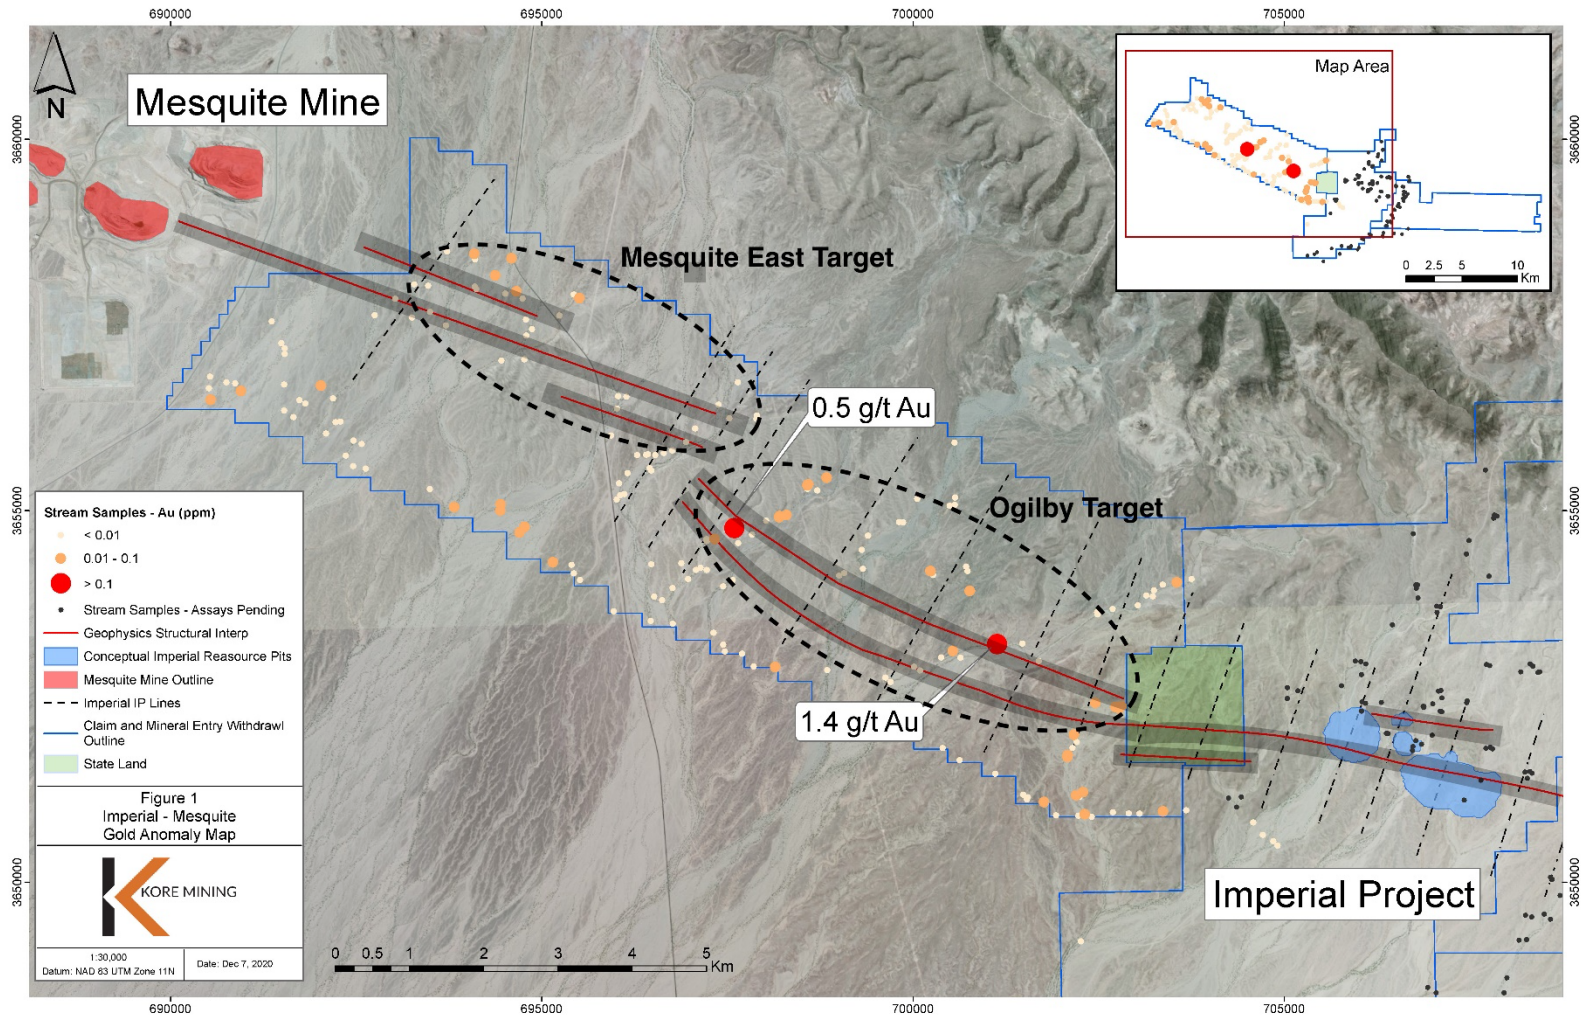 690000
695000
700000
705000
3660000
3655000
3650000
3660000
3655000
3650000
N
Mesquite Mine
Map Area
0 2.5 5 10
Km
Mesquite East Target
0.5 g/t Au
Ogilby Target
1.4 g/t Au
Imperial Project
Stream Samples - Au (ppm)
< 0.01
0.01 - 0.1
> 0.1
Stream Samples - Assays Pending
Geophysics Structural Interp
Conceptual Imperial Reasource Pits
Mesquite Mine Outline
Imperial IP Lines
Claim and Mineral Entry Withdrawl
Outline
State Land
Figure 1
Imperial - Mesquite
Gold Anomaly Map
KORE MINING
1:30,000
Datum: NAD 83 UTM Zone 11N
Date: Dec 7, 2020
0 0.5 1 2 3 4 5
Km
690000
695000
700000
705000